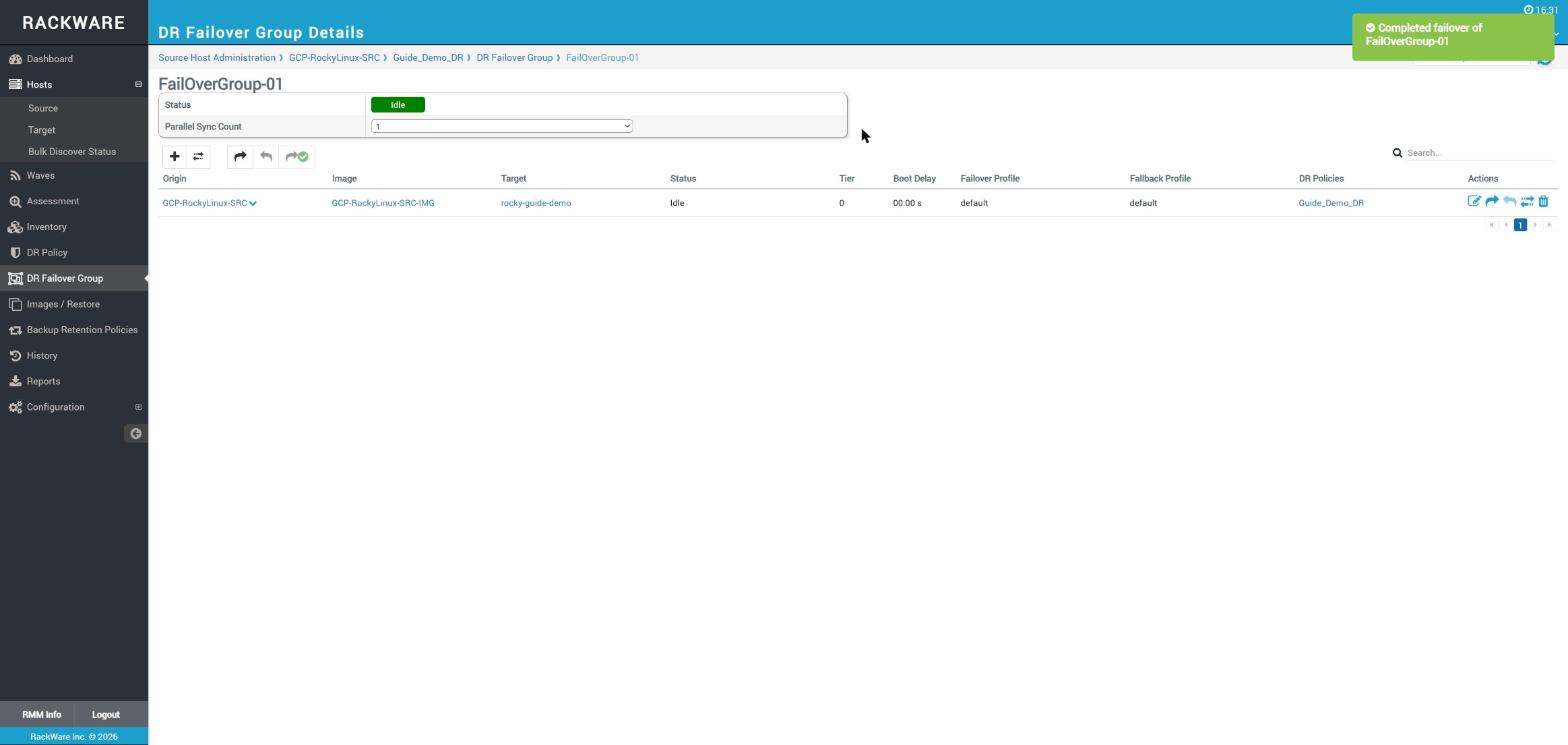 RACKWARE
16:31
DR Failover Group Details
Completed failover of
FailOverGroup-01
Source Host Administration
GCP-RockyLinux-SRC
Guide_Demo_DR
DR Failover Group
FailOverGroup-01
Dashboard
Hosts
Source
Target
Bulk Discover Status
Waves
Assessment
Inventory
DR Policy
DR Failover Group
Images / Restore
Backup Retention Policies
History
Reports
Configuration
RMM Info
Logout
RackWare Inc. © 2026
FailOverGroup-01
Status
Idle
Parallel Sync Count
1
Search...
Origin Image Target Status Tier Boot Delay Failover Profile Fallback Profile DR Policies Actions
GCP-RockyLinux-SRC GCP-RockyLinux-SRC-IMG rocky-guide-demo Idle 0 00:00 s default default Guide_Demo_DR
1